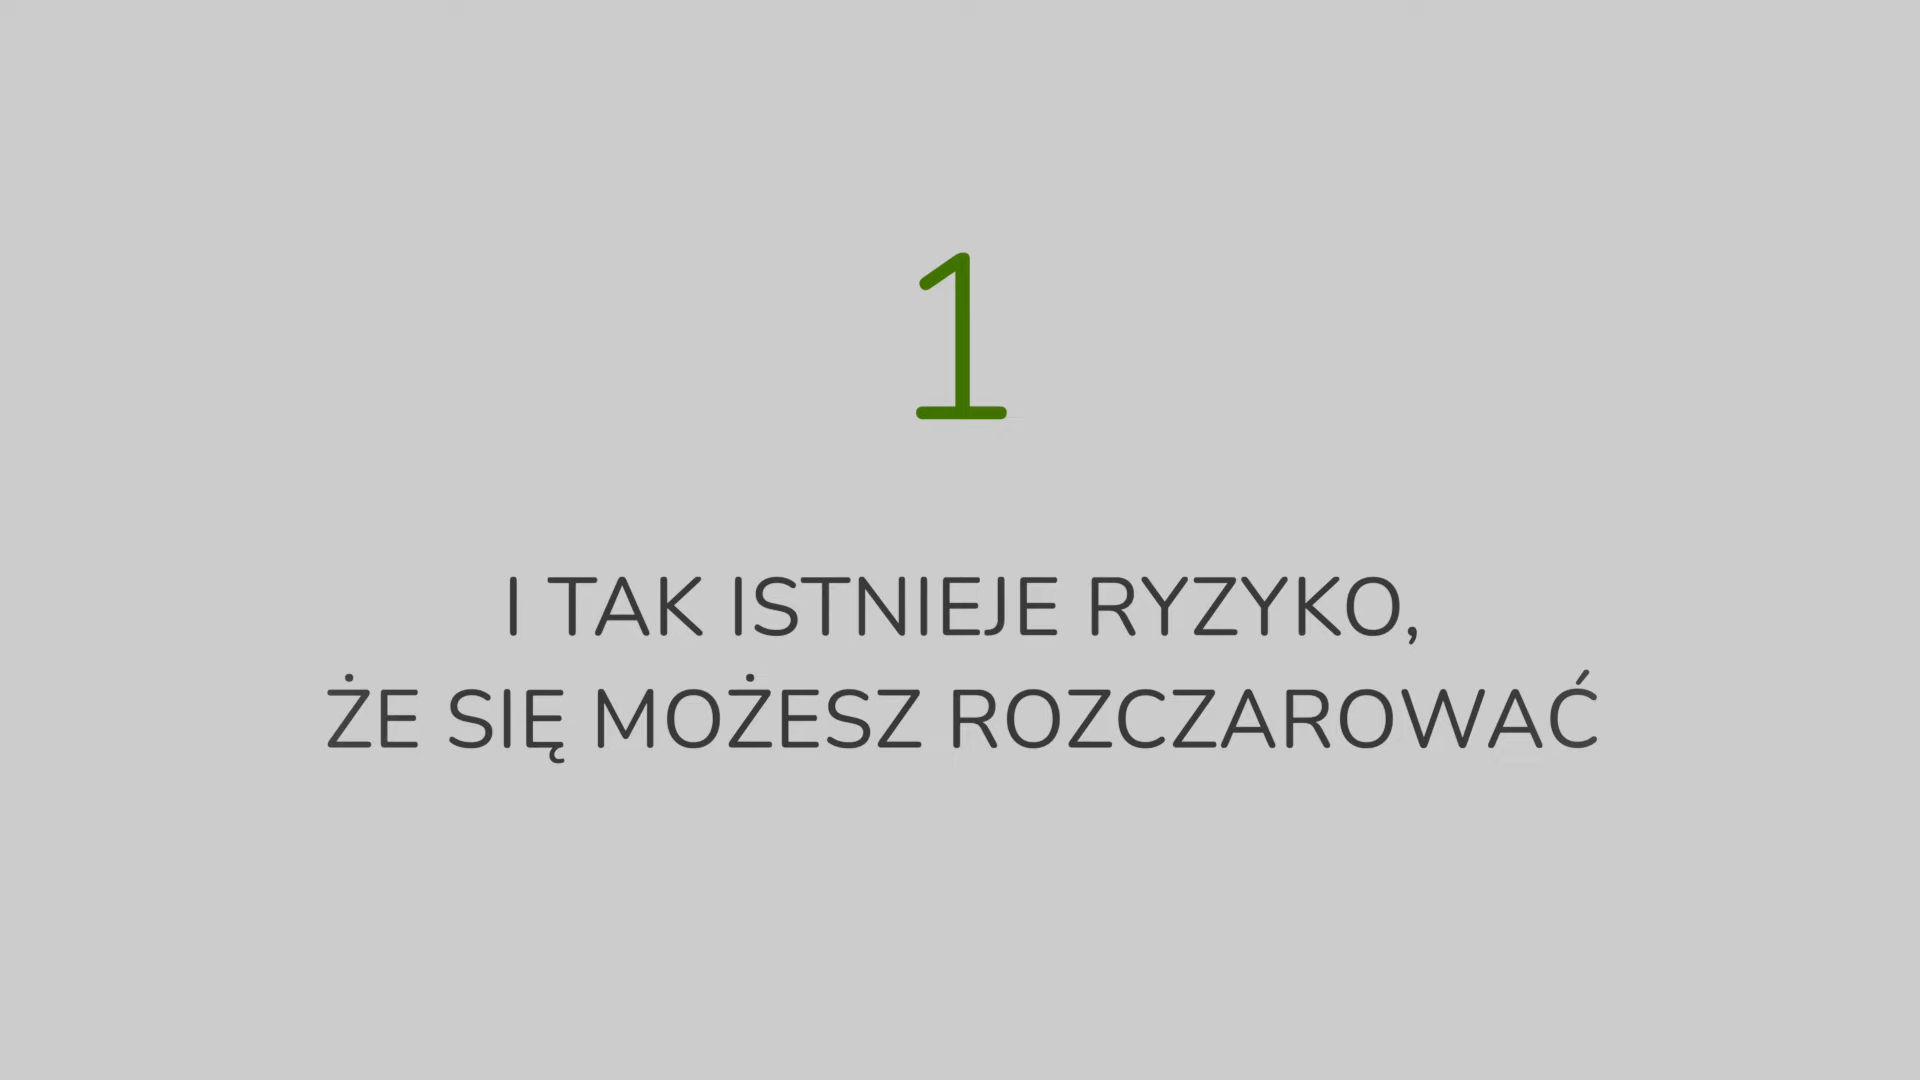 1
I TAK ISTNIEJE RYZYKO,
ŻE SIĘ MOŻESZ ROZCZAROWAĆ